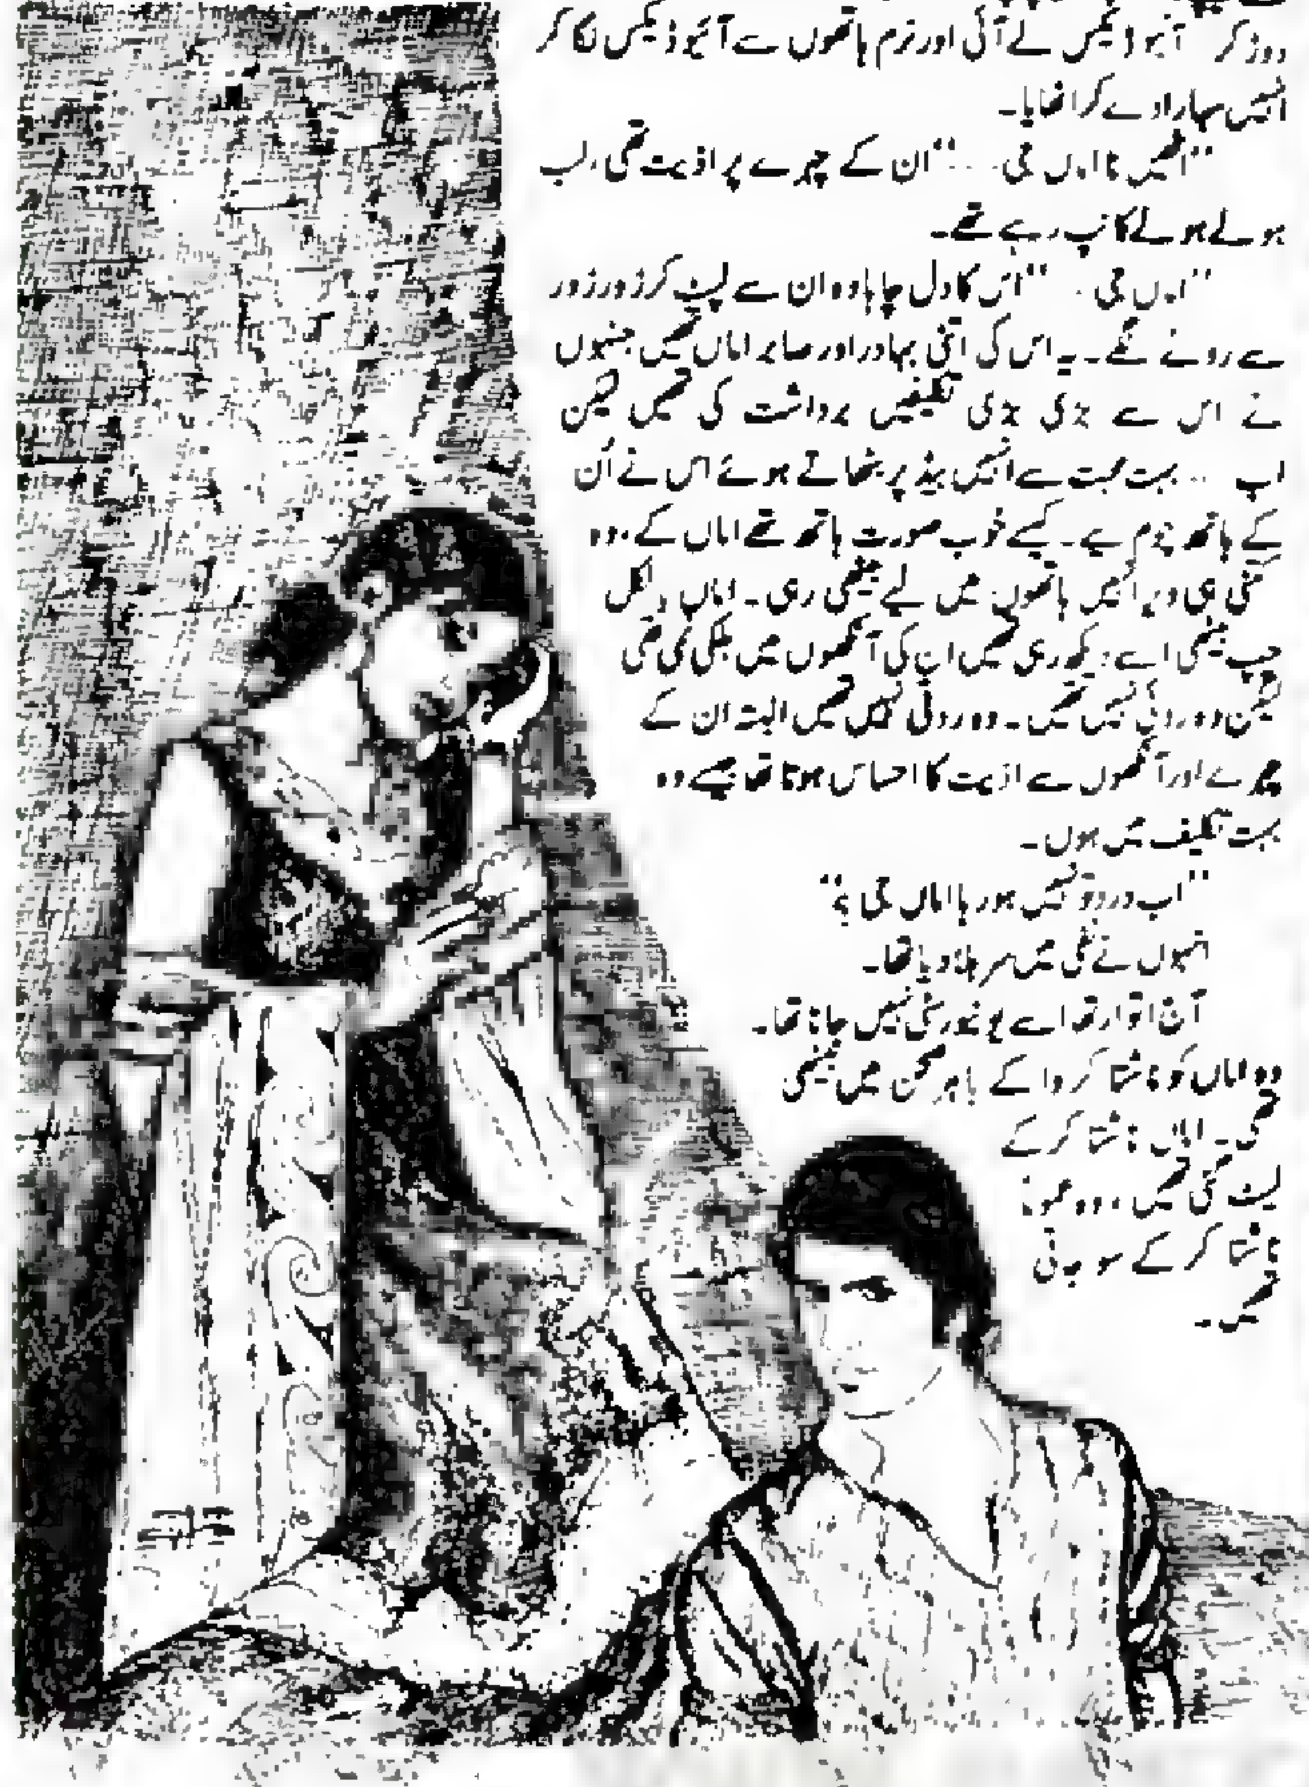 دوڑ کر آئیوڈیکس لے آئی اور نرم ہاتھوں سے آئیوڈیکس لگا کر
انہیں سہارا دے کر اٹھایا۔
”اٹھیں نا اماں جی ...“ ان کے چہرے پر اذیت تھی، لب
ہولے ہولے کانپ رہے تھے۔
”اماں جی ...“ اس کا دل چاہا وہ ان سے لپٹ کر زور زور
سے رونے لگے۔ یہ اس کی اتنی بہادر اور صابر اماں تھیں جنہوں
نے اس سے بڑی بڑی تکلیفیں برداشت کی تھیں لیکن
اب ... بہت محبت سے انہیں بیڈ پر بٹھاتے ہوئے اس نے اُن
کے ہاتھ چوم لیے۔ کیسے خوب صورت ہاتھ تھے اماں کے، وہ
کتنی ہی دیر انہیں ہاتھوں میں لیے بیٹھی رہی۔ اماں بالکل
چپ بیٹھی اسے دیکھ رہی تھیں ان کی آنکھوں میں ہلکی نمی تھی
لیکن وہ روئی نہیں تھیں۔ وہ روتی نہیں تھیں البتہ ان کے
چہرے اور آنکھوں سے اذیت کا احساس ہوتا تھا جیسے وہ
بہت تکلیف میں ہوں۔
”اب درد تو نہیں ہو رہا اماں جی؟“
انہوں نے نفی میں سر ہلا دیا تھا۔
آج اتوار تھا اسے یونیورسٹی نہیں جانا تھا۔
وہ اماں کو ناشتا کروا کے باہر صحن میں بیٹھی
تھی۔ اماں ناشتا کر کے
لیٹ گئی تھیں، وہ عموماً
ناشتا کر کے سو جاتی
تھیں۔